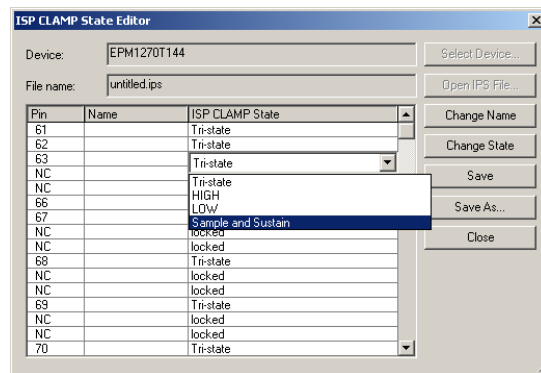 ISP CLAMP State Editor
Device: EPM1270T144 Select Device...
File name: untitled.ips Open IPS File...
Pin Name ISP CLAMP State Change Name
61 Tri-state
62 Tri-state Change State
63 Tri-state
NC Tri-state Save
NC HIGH
66 LOW Save As...
67 Sample and Sustain
NC locked Close
NC locked
68 Tri-state
NC locked
NC locked
69 Tri-state
NC locked
NC locked
70 Tri-state